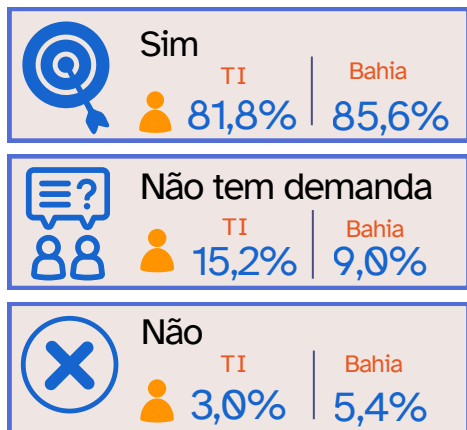 Sim
TI Bahia
81,8% 85,6%
?
Não tem demanda
TI Bahia
15,2% 9,0%
Não
TI Bahia
3,0% 5,4%